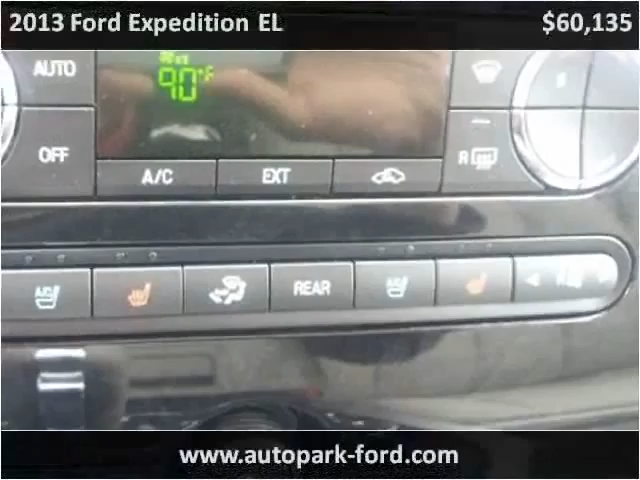 2013 Ford Expedition EL
$60,135
AUTO
90°F
OFF
R
A/C
EXT
A/C
REAR
A/C
www.autopark-ford.com